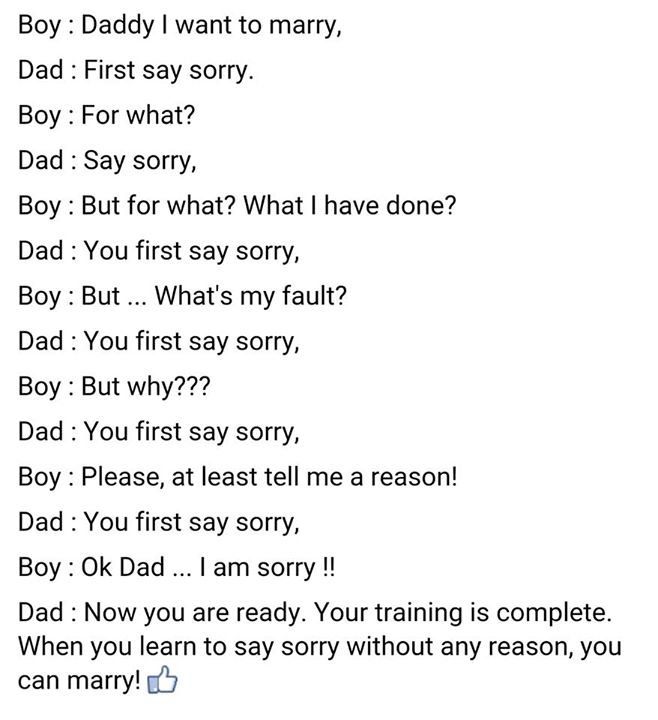 Boy : Daddy I want to marry,
Dad : First say sorry.
Boy : For what?
Dad : Say sorry,
Boy : But for what? What I have done?
Dad : You first say sorry,
Boy : But ... What's my fault?
Dad : You first say sorry,
Boy : But why???
Dad : You first say sorry,
Boy : Please, at least tell me a reason!
Dad : You first say sorry,
Boy : Ok Dad ... I am sorry !!
Dad : Now you are ready. Your training is complete.
When you learn to say sorry without any reason, you
can marry!